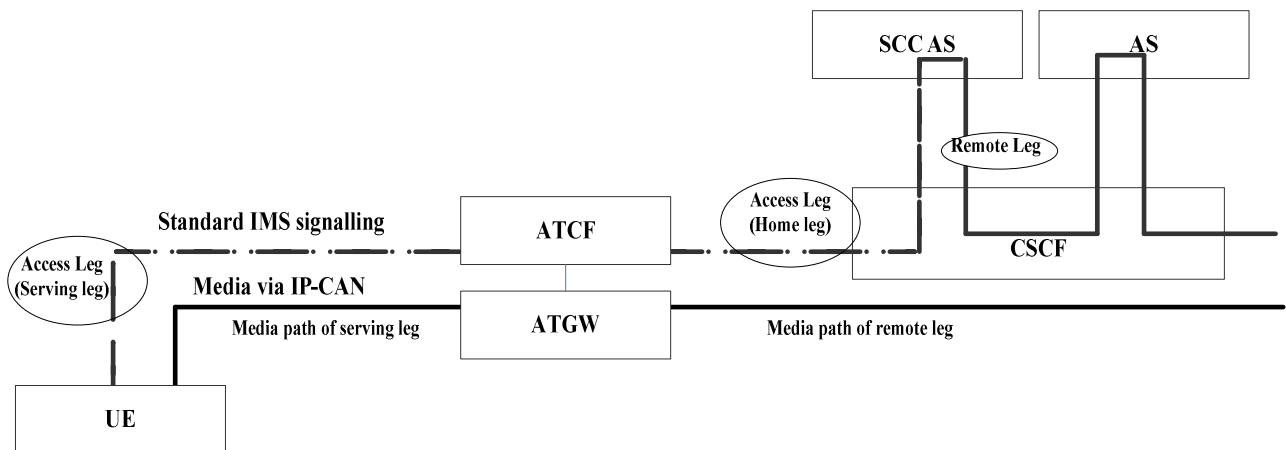 SCC AS
AS
Remote Leg
Access Leg
(Home leg)
Standard IMS signalling
ATCF
CSCF
Access Leg
(Serving leg)
Media via IP-CAN
Media path of serving leg
ATGW
Media path of remote leg
UE